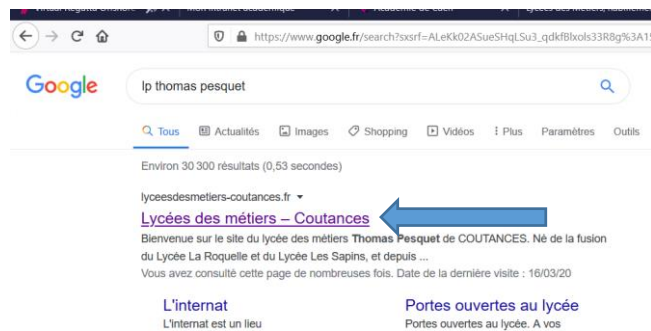 https://www.google.fr/search?sxsrf=ALeKk02ASueSHqLSu3_qdkfBlxols33R8g%3A15
Google
lp thomas pesquet
Tous Actualités Images Shopping Vidéos Plus Paramètres Outils
Environ 30 300 résultats (0,53 secondes)
lyceesdesmetiers-coutances.fr
Lycées des métiers – Coutances
Bienvenue sur le site du lycée des métiers Thomas Pesquet de COUTANCES. Né de la fusion
du Lycée La Roquelle et du Lycée Les Sapins, et depuis ...
Vous avez consulté cette page de nombreuses fois. Date de la dernière visite : 16/03/20
L'internat Portes ouvertes au lycée
L'internat est un lieu Portes ouvertes au lycée. A vos